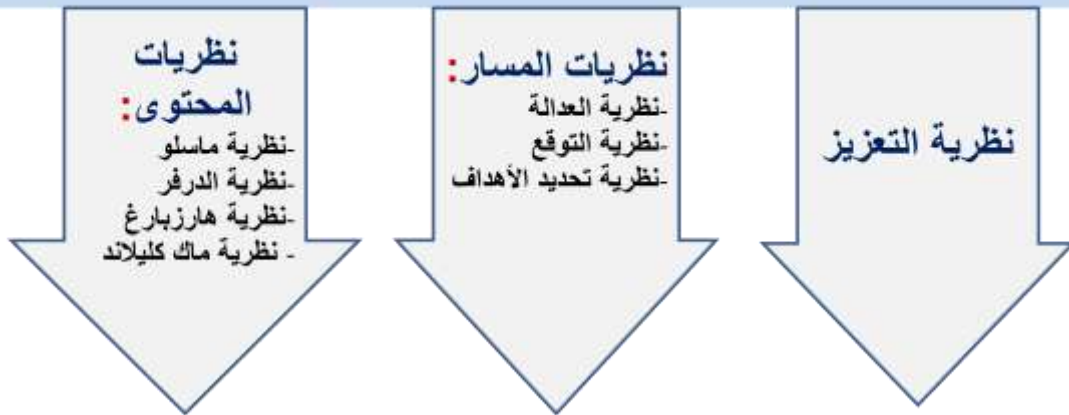 نظرية التعزيز
نظريات المسار:
-نظرية العدالة
-نظرية التوقع
-نظرية تحديد الأهداف
نظريات
المحتوى:
-نظرية ماسلو
-نظرية الدرفر
-نظرية هارزبارغ
- نظرية ماك كليلاند